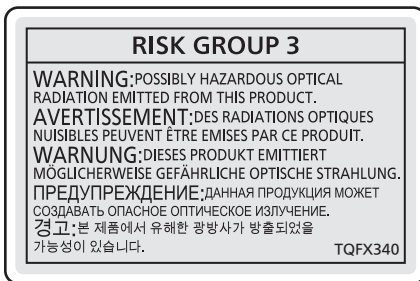 RISK GROUP 3
WARNING:POSSIBLY HAZARDOUS OPTICAL
RADIATION EMITTED FROM THIS PRODUCT.
AVERTISSEMENT:DES RADIATIONS OPTIQUES
NUISIBLES PEUVENT ÊTRE EMISES PAR CE PRODUIT.
WARNUNG:DIESES PRODUKT EMITTIERT
MÖGLICHERWEISE GEFÄHRLICHE OPTISCHE STRAHLUNG.
ПРЕДУПРЕЖДЕНИЕ:ДАННАЯ ПРОДУКЦИЯ МОЖЕТ
СОЗДАВАТЬ ОПАСНОЕ ОПТИЧЕСКОЕ ИЗЛУЧЕНИЕ.
경고:본 제품에서 유해한 광방사가 방출되었을
가능성이 있습니다.
TQFX340